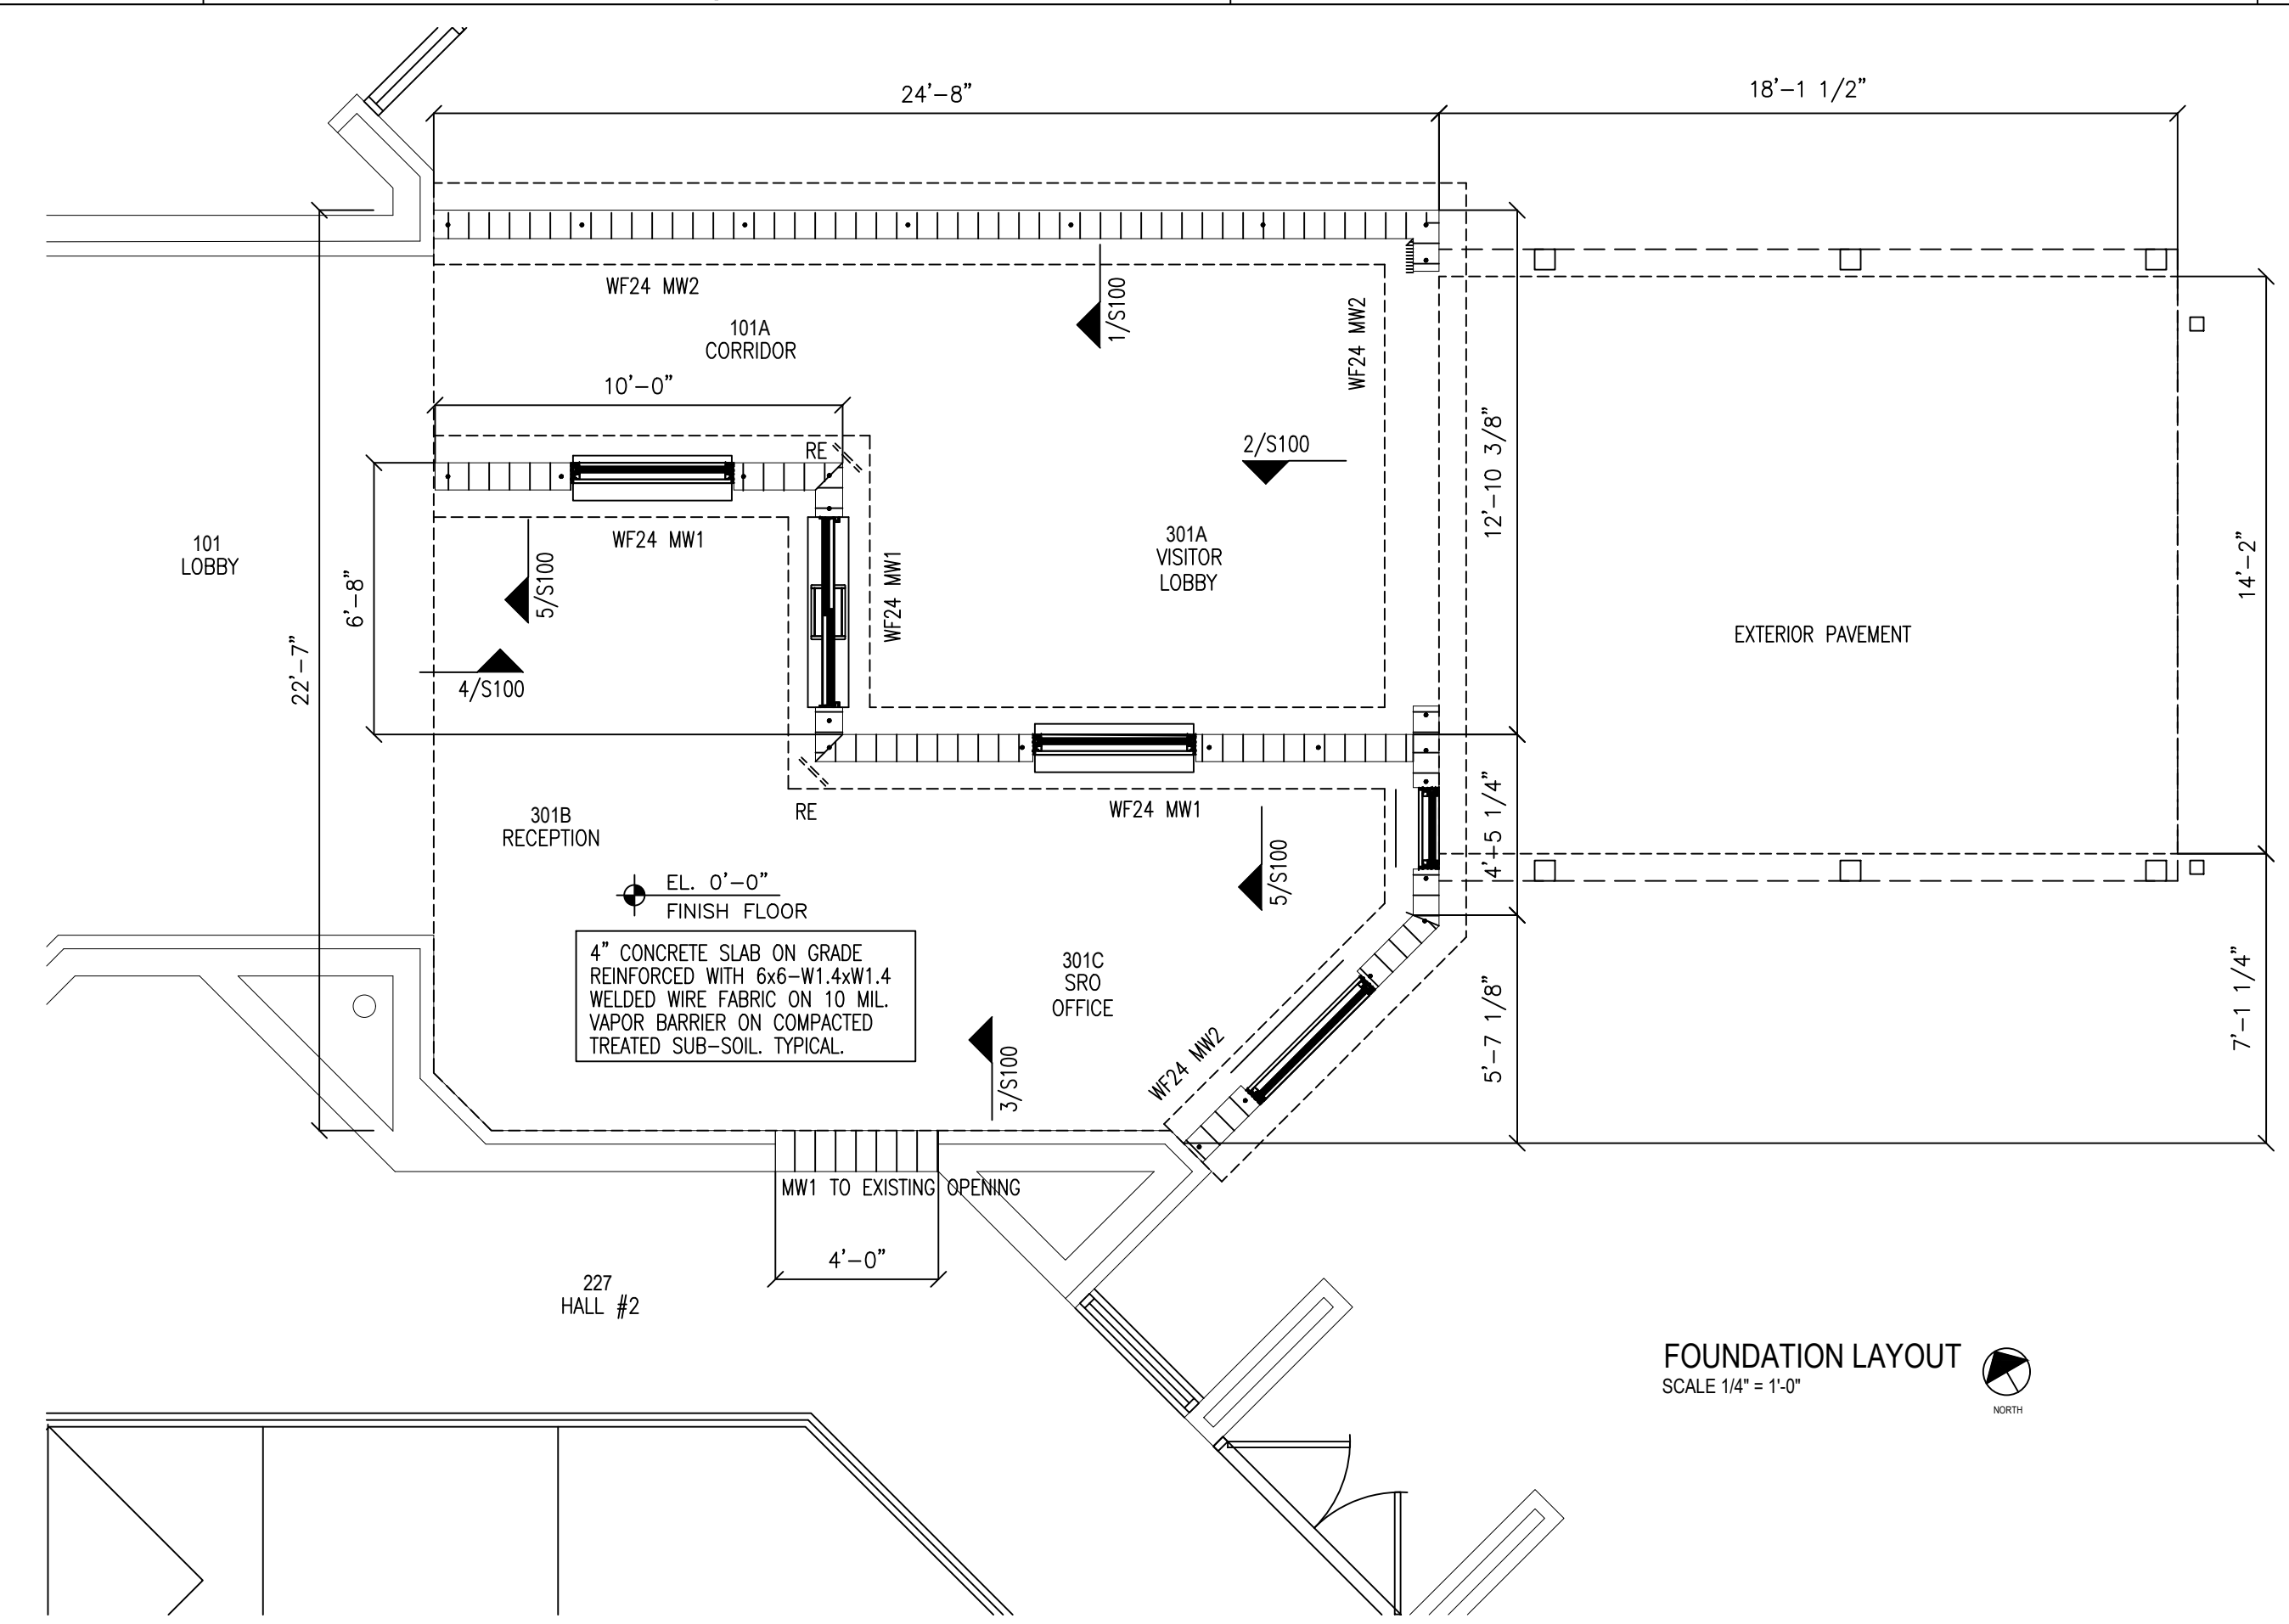 24'-8"
18'-1 1/2"
WF24 MW2
101A
CORRIDOR
1/S100
WF24 MW2
10'-0"
RE
2/S100
12'-10 3/8"
101
LOBBY
WF24 MW1
5/S100
WF24 MW1
301A
VISITOR
LOBBY
14'-2"
6'-8"
22'-7"
4/S100
EXTERIOR PAVEMENT
301B
RECEPTION
RE
WF24 MW1
4'-5 1/4"
5/S100
EL. 0'-0"
FINISH FLOOR
4" CONCRETE SLAB ON GRADE
REINFORCED WITH 6x6-W1.4xW1.4
WELDED WIRE FABRIC ON 10 MIL.
VAPOR BARRIER ON COMPACTED
TREATED SUB-SOIL. TYPICAL.
301C
SRO
OFFICE
3/S100
WF24 MW2
5'-7 1/8"
7'-1 1/4"
MW1 TO EXISTING OPENING
4'-0"
227
HALL #2
FOUNDATION LAYOUT
SCALE 1/4" = 1'-0"
NORTH